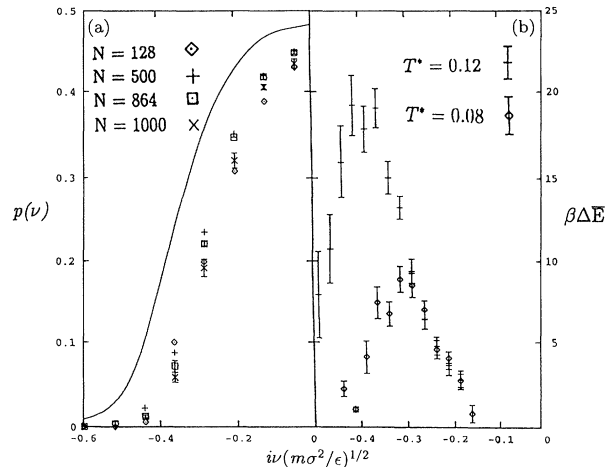 (a)
(b)
N = 128
N = 500
N = 864
N = 1000
T* = 0.12
T* = 0.08
0.5
0.4
0.3
0.2
0.1
0
p(ν)
25
20
15
10
5
0
βΔE̅
-0.6 -0.4 -0.2 0 -0.4 -0.3 -0.2 -0.1 0
iν(mσ²/ϵ)^{1/2}